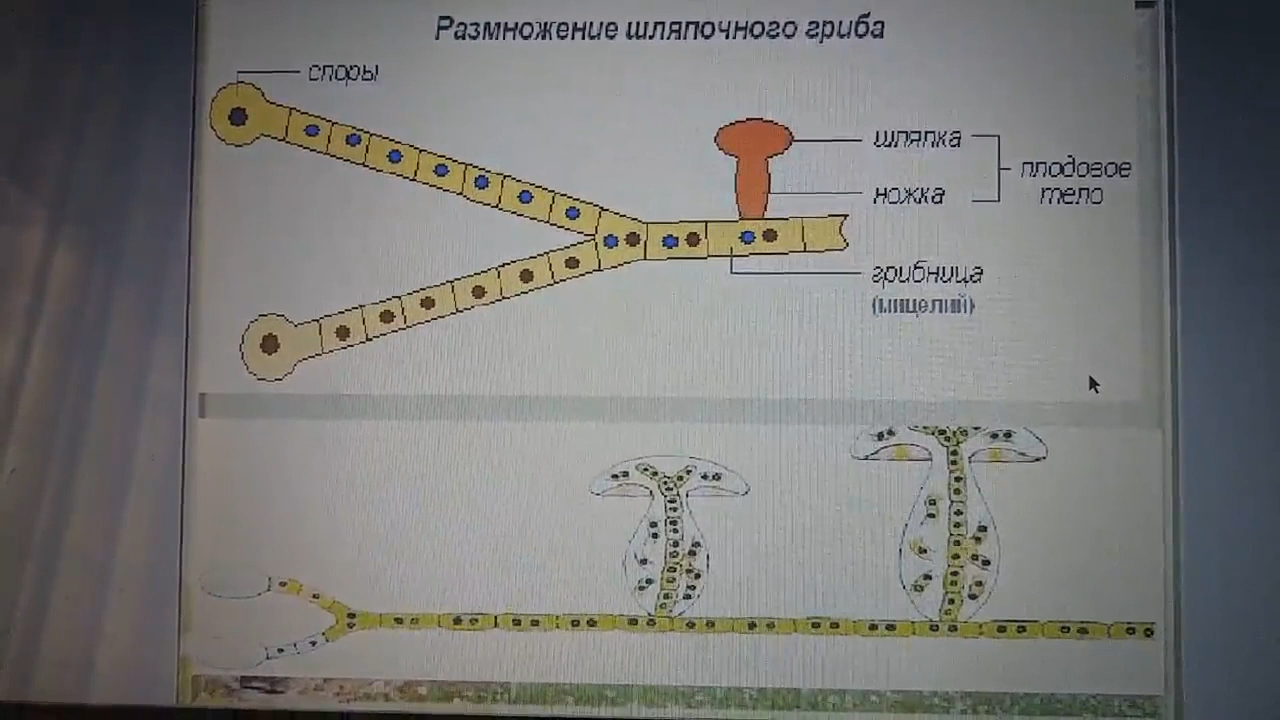 Размножение шляпочного гриба
споры
шляпка
ножка
плодовое
тело
грибница
(мицелий)